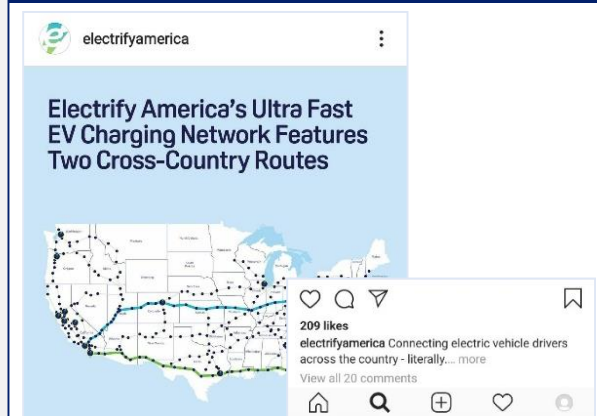 electrifyamerica
Electrify America's Ultra Fast
EV Charging Network Features
Two Cross-Country Routes
209 likes
electrifyamerica Connecting electric vehicle drivers
across the country - literally.... more
View all 20 comments